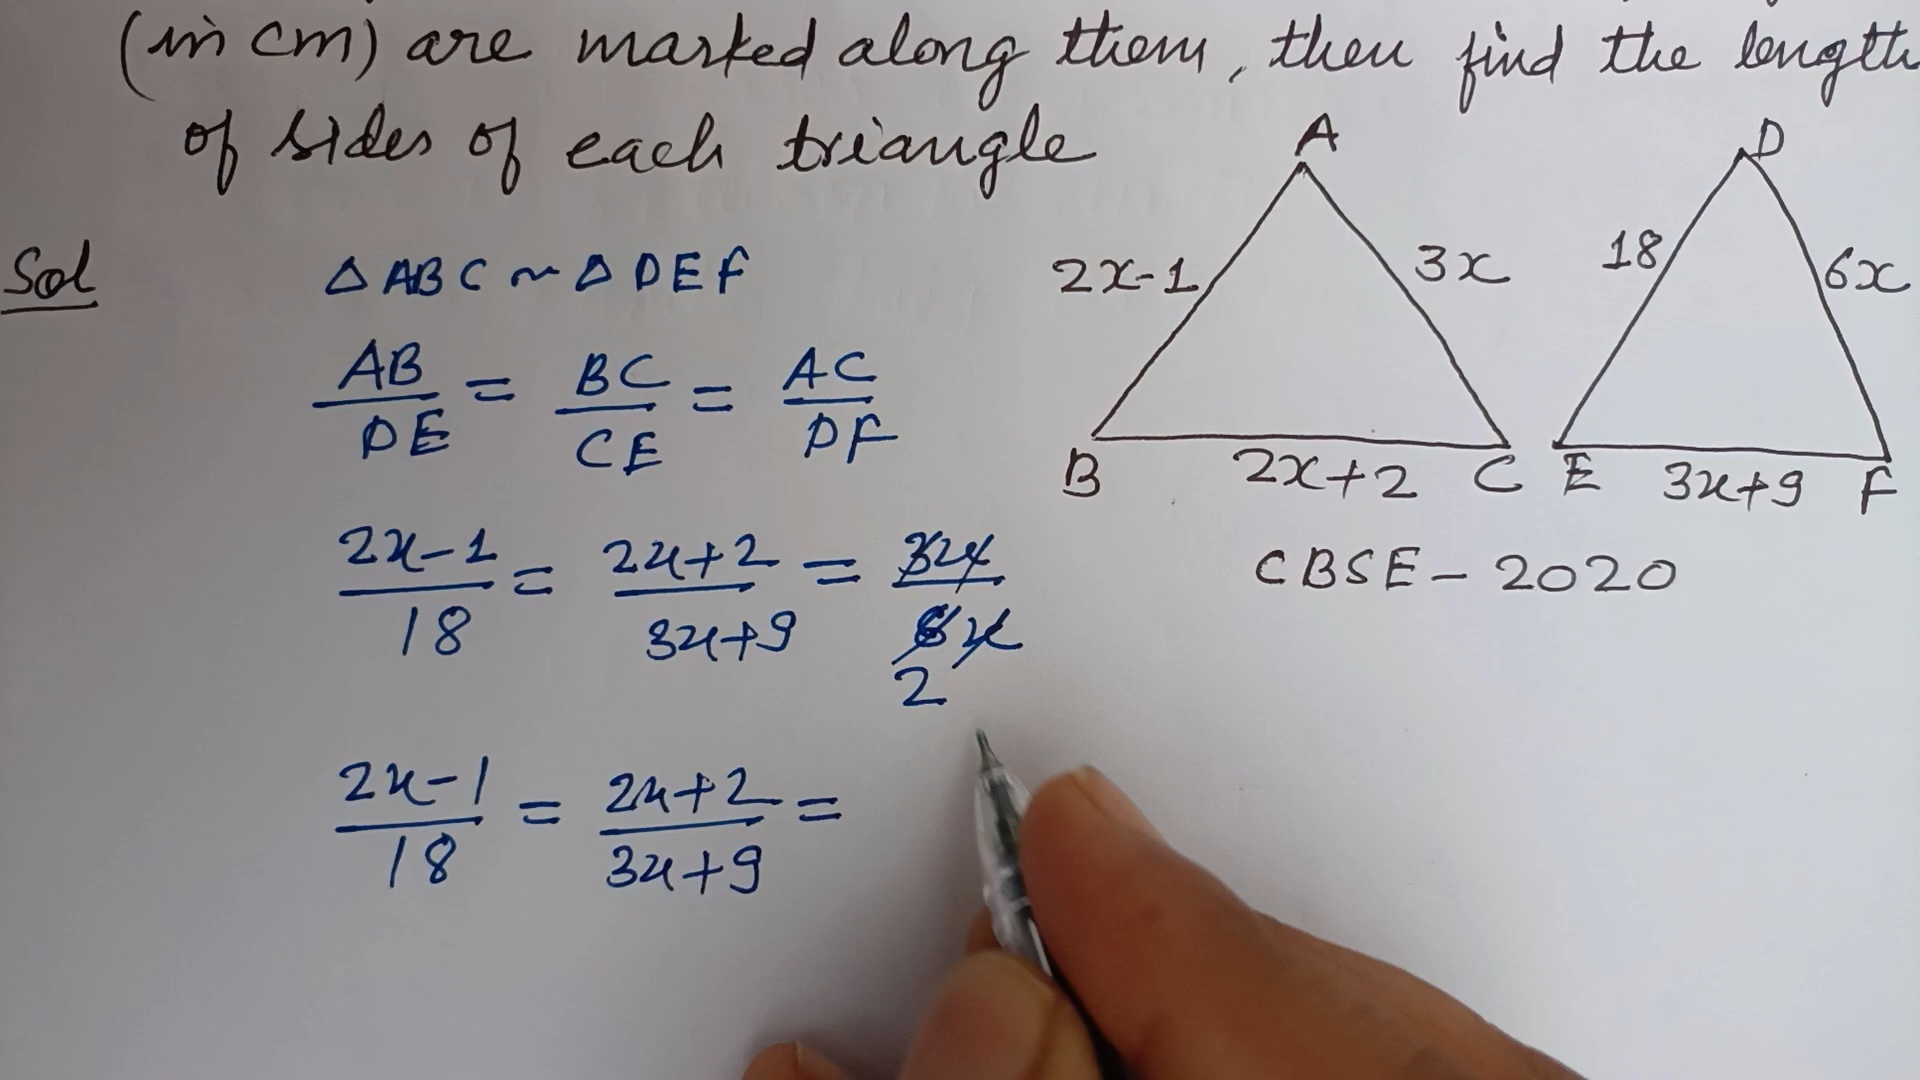 (in cm) are marked along them, then find the length
of sides of each triangle
A
D
2x-1
3x
18
6x
B
2x+2
C
E
3x+9
F
CBSE - 2020
Sol
Δ ABC ~ Δ DEF
AB/DE = BC/CE = AC/DF
2x-1/18 = 2x+2/3x+9 = 3x/6x
2
2x-1/18 = 2x+2/3x+9 =